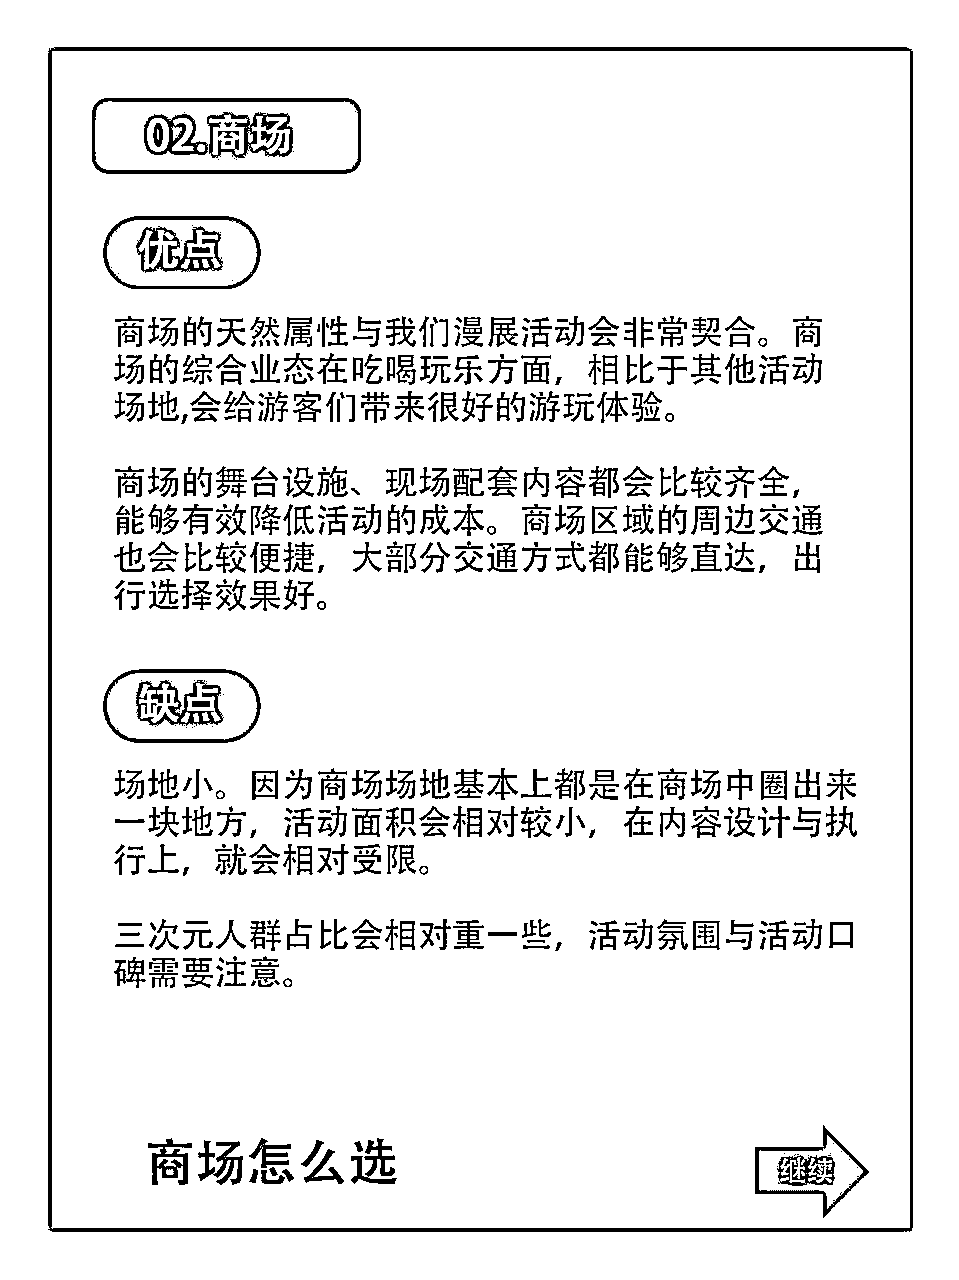 02.商场
优点
商场的天然属性与我们漫展活动会非常契合。商
场的综合业态在吃喝玩乐方面，相比于其他活动
场地,会给游客们带来很好的游玩体验。
商场的舞台设施、现场配套内容都会比较齐全，
能够有效降低活动的成本。商场区域的周边交通
也会比较便捷，大部分交通方式都能够直达，出
行选择效果好。
缺点
场地小。因为商场场地基本上都是在商场中圈出来
一块地方，活动面积会相对较小，在内容设计与执
行上，就会相对受限。
三次元人群占比会相对重一些，活动氛围与活动口
碑需要注意。
商场怎么选
继续